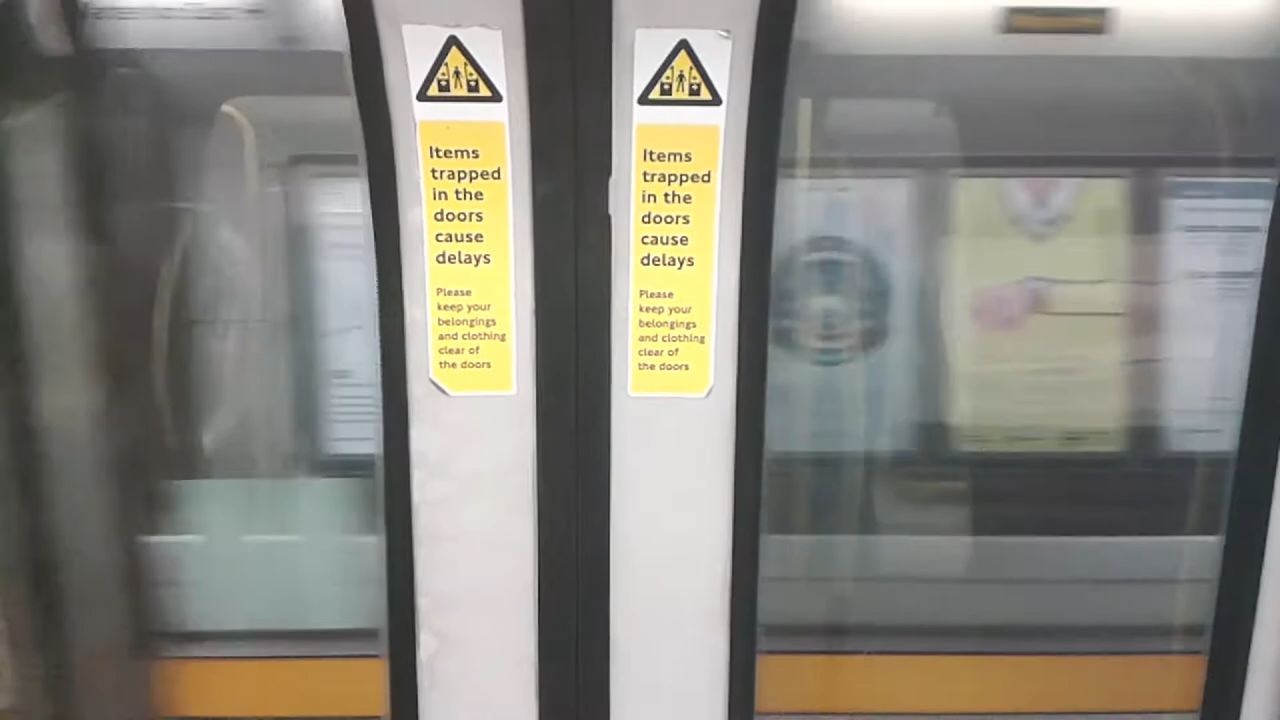 Items
trapped
in the
doors
cause
delays
Please
keep your
belongings
and clothing
clear of
the doors
Items
trapped
in the
doors
cause
delays
Please
keep your
belongings
and clothing
clear of
the doors